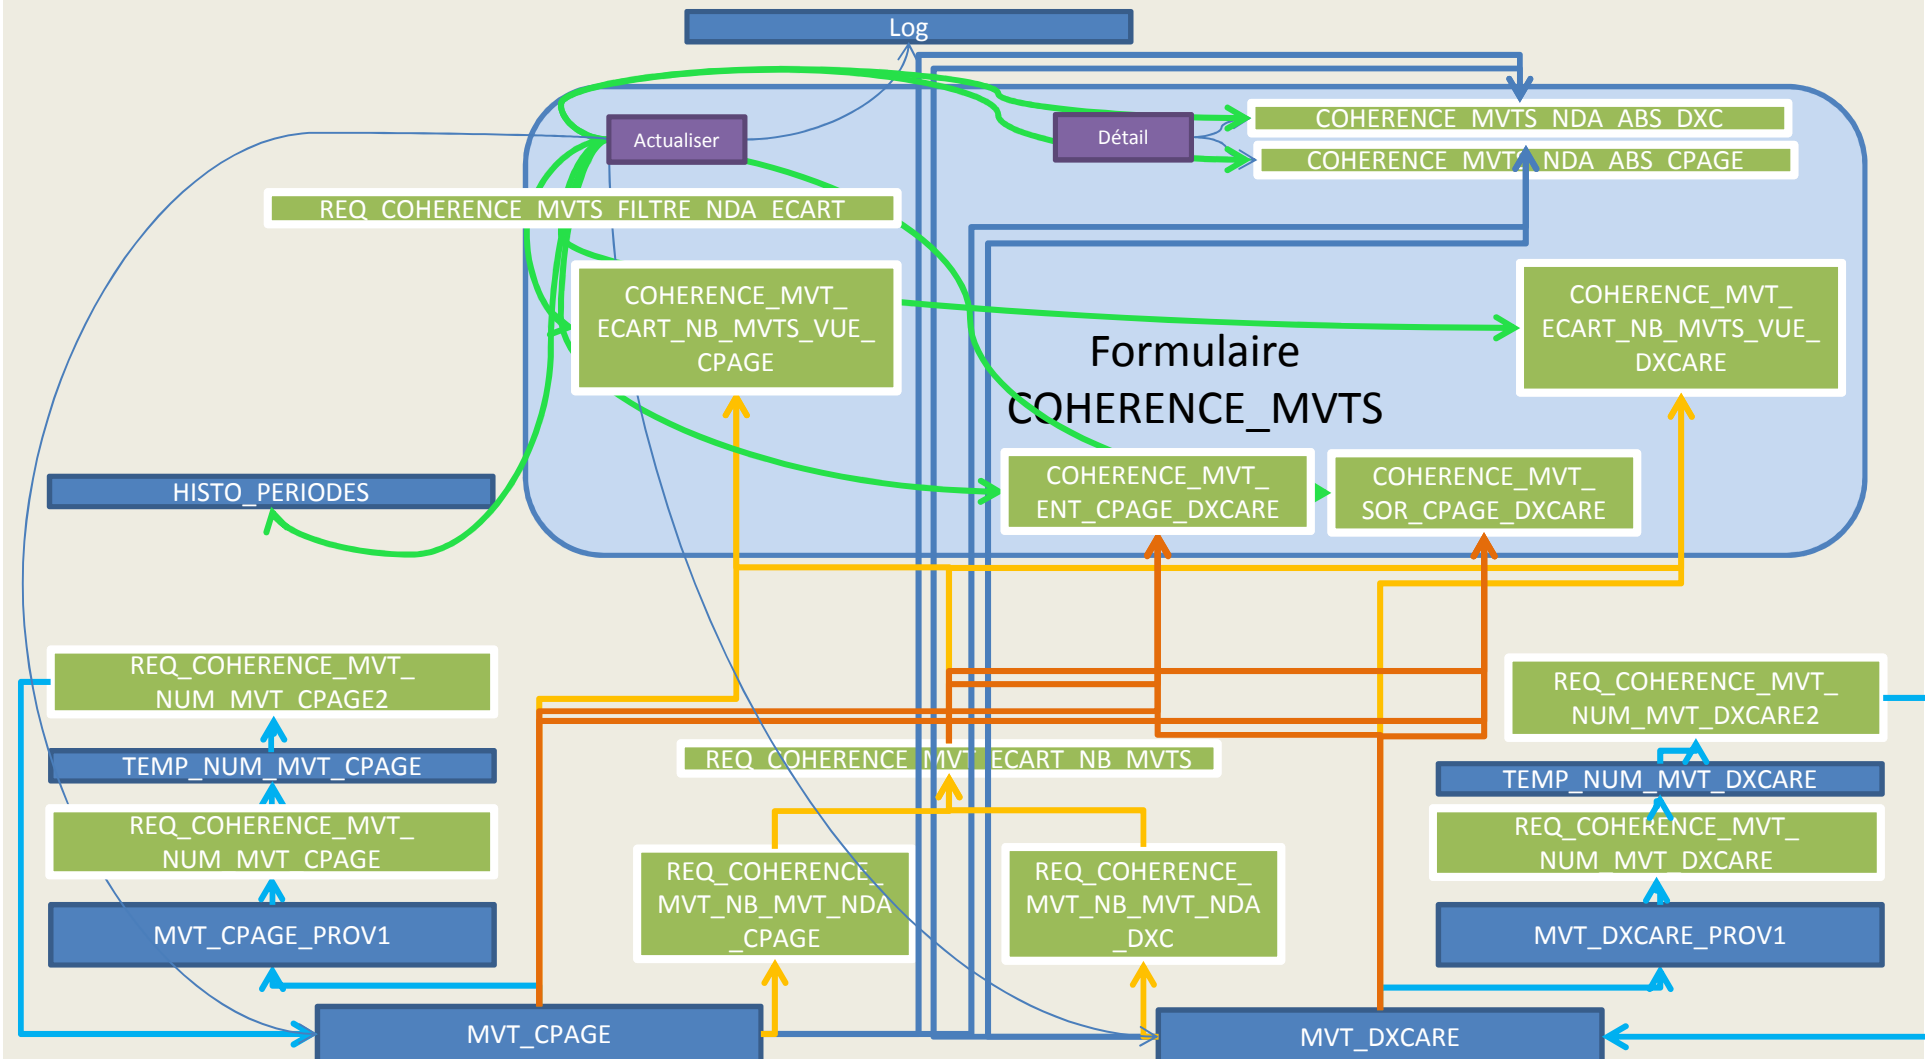 Log
COHERENCE_MVTS_NDA_ABS_DXC
Actualiser
Détail
COHERENCE_MVTS_NDA_ABS_CPAGE
REQ_COHERENCE_MVTS_FILTRE_NDA_ECART
COHERENCE_MVT_
ECART_NB_MVTS_VUE_
CPAGE
COHERENCE_MVT_
ECART_NB_MVTS_VUE_
DXCARE
Formulaire
COHERENCE_MVTS
HISTO_PERIODES
COHERENCE_MVT_
ENT_CPAGE_DXCARE
COHERENCE_MVT_
SOR_CPAGE_DXCARE
REQ_COHERENCE_MVT_
NUM_MVT_CPAGE2
REQ_COHERENCE_MVT_
NUM_MVT_DXCARE2
TEMP_NUM_MVT_CPAGE
REQ_COHERENCE_MVT_ECART_NB_MVTS
TEMP_NUM_MVT_DXCARE
REQ_COHERENCE_MVT_
NUM_MVT_CPAGE
REQ_COHERENCE_MVT_
NUM_MVT_DXCARE
REQ_COHERENCE_
MVT_NB_MVT_NDA
_CPAGE
REQ_COHERENCE_
MVT_NB_MVT_NDA
_DXC
MVT_CPAGE_PROV1
MVT_DXCARE_PROV1
MVT_CPAGE
MVT_DXCARE